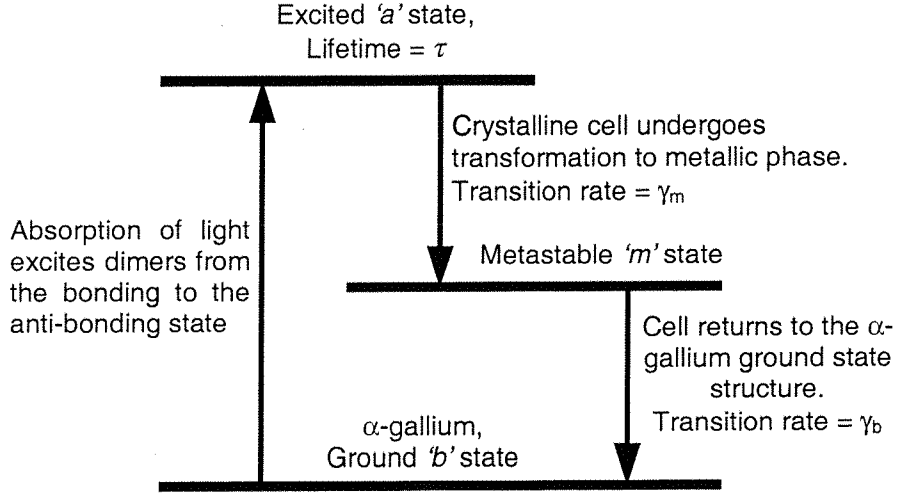 Excited ‘a’ state,
Lifetime = τ
Crystalline cell undergoes
transformation to metallic phase.
Transition rate = γm
Absorption of light
excites dimers from
the bonding to the
anti-bonding state
Metastable ‘m’ state
Cell returns to the α-
gallium ground state
structure.
Transition rate = γb
α-gallium,
Ground ‘b’ state